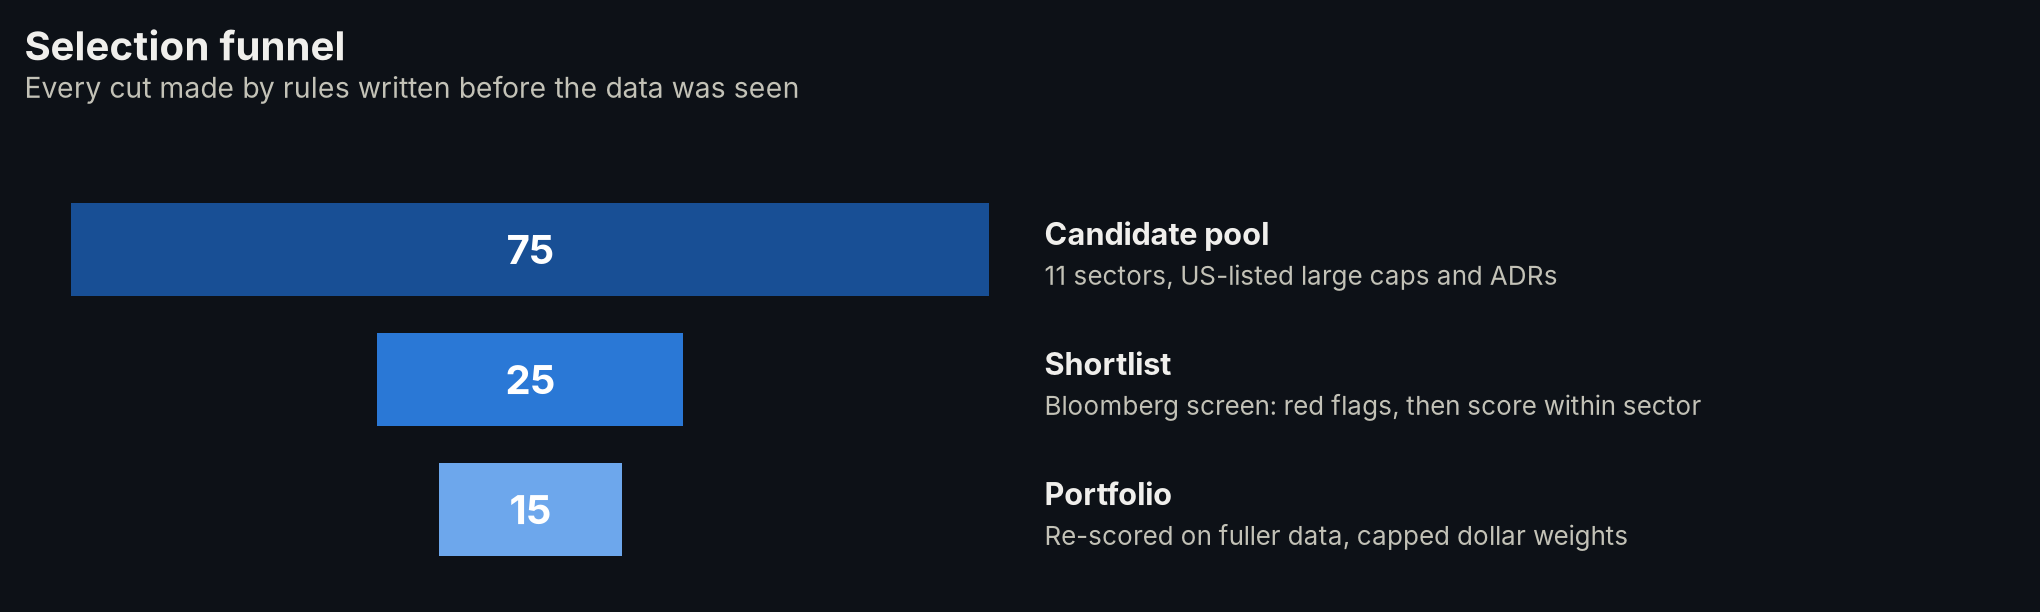 Selection funnel
Every cut made by rules written before the data was seen
75
Candidate pool
11 sectors, US-listed large caps and ADRs
25
Shortlist
Bloomberg screen: red flags, then score within sector
15
Portfolio
Re-scored on fuller data, capped dollar weights